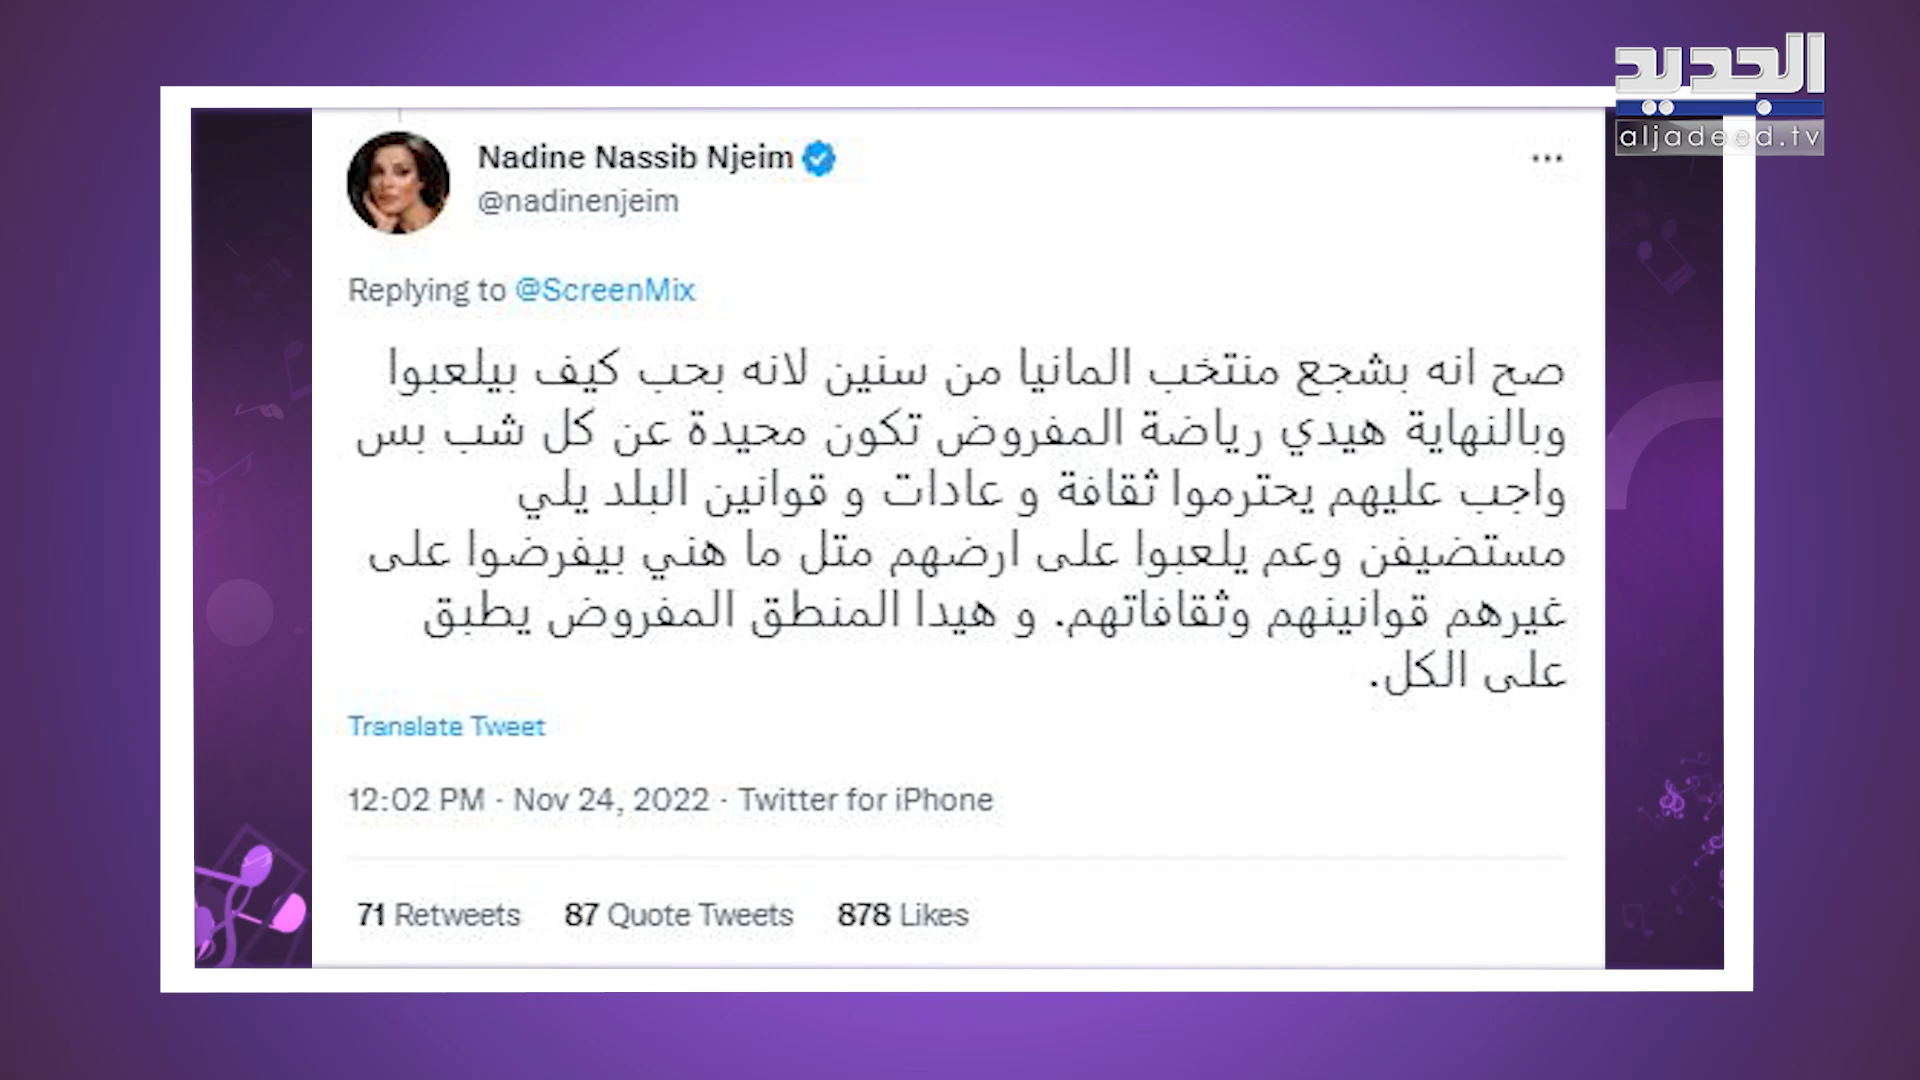 الجديد
aljadeed.tv
Nadine Nassib Njeim
@nadinenjeim
Replying to @ScreenMix
صح انه بشجع منتخب المانيا من سنين لانه بحب كيف بيلعبوا
وبالنهاية هيدي رياضة المفروض تكون محيدة عن كل شب بس
واجب عليهم يحترموا ثقافة و عادات و قوانين البلد يلي
مستضيفن وعم يلعبوا على ارضهم متل ما هني بيفرضوا على
غيرهم قوانينهم وثقافاتهم. و هيدا المنطق المفروض يطبق
على الكل.
Translate Tweet
12:02 PM · Nov 24, 2022 · Twitter for iPhone
71 Retweets 87 Quote Tweets 878 Likes